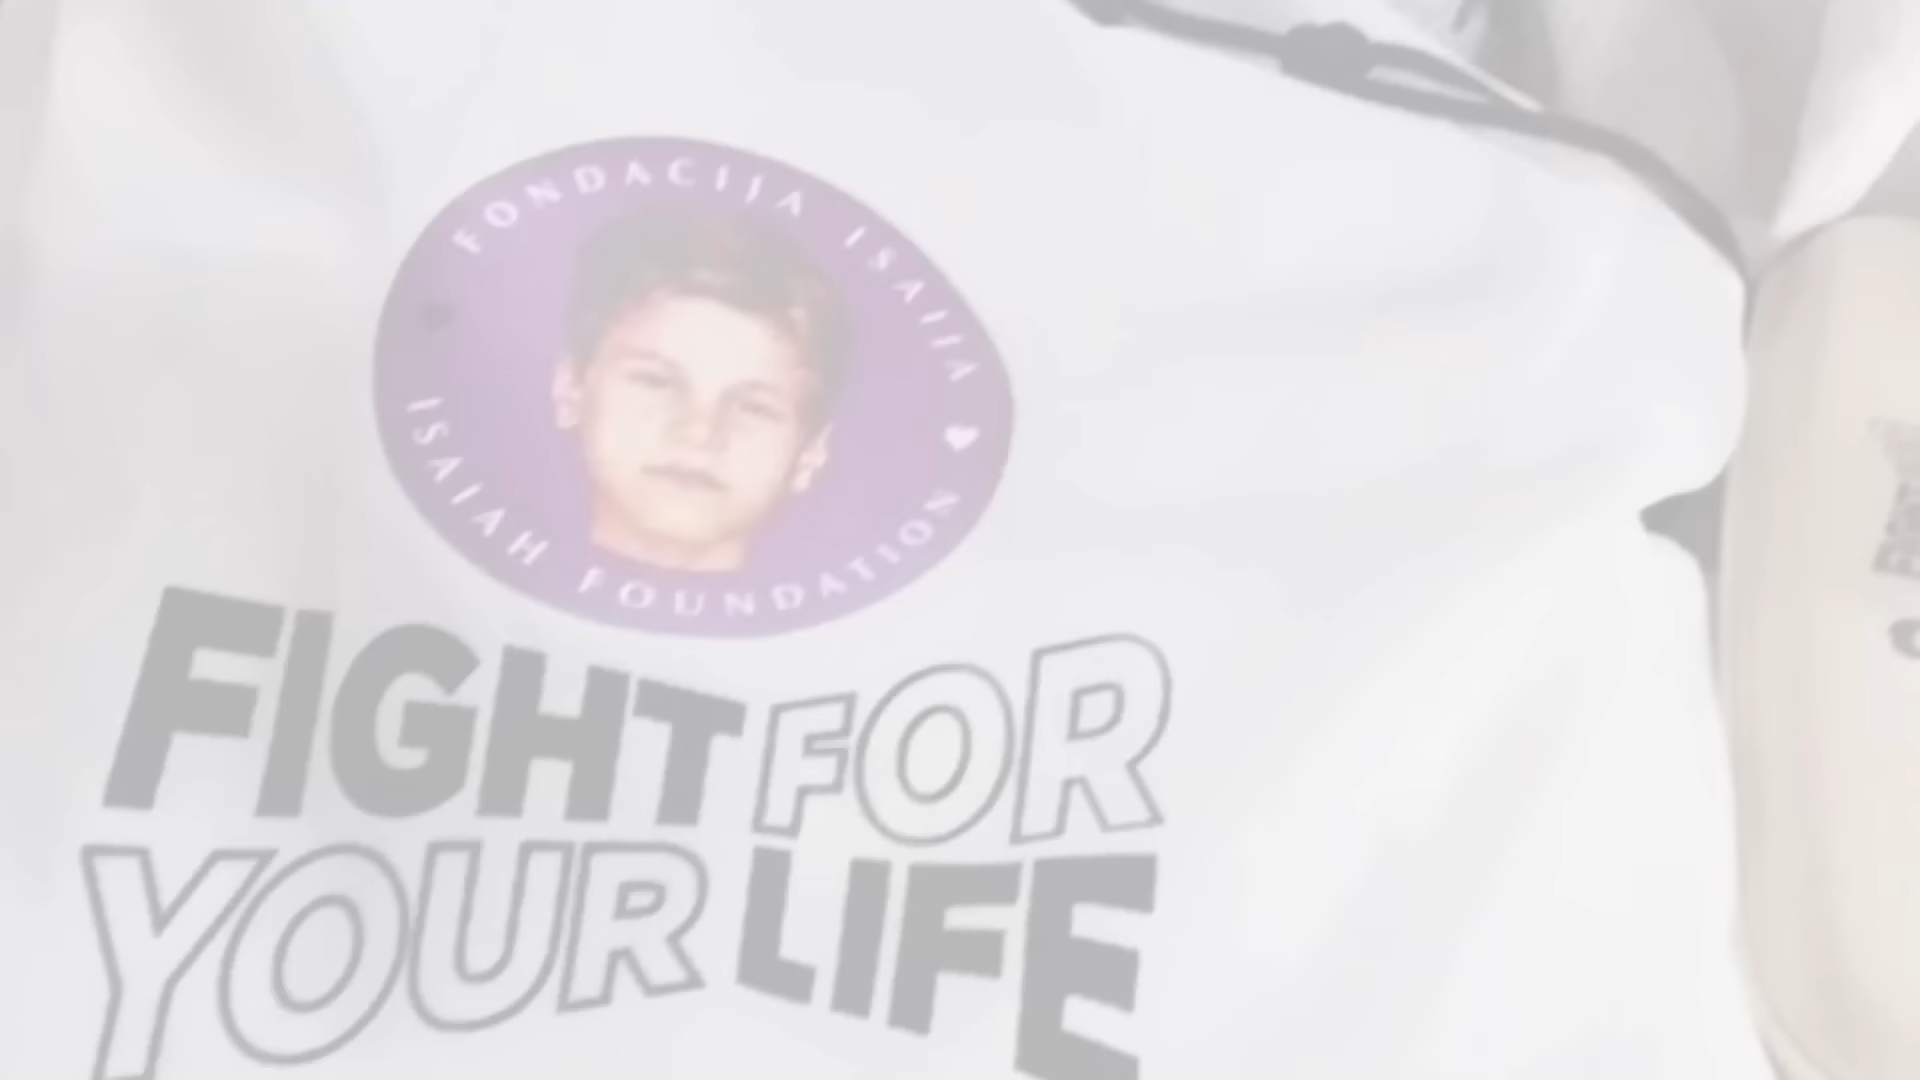 FONDACIJA ISAIJA
ISAIAH FOUNDATION
FIGHT FOR
YOUR LIFE